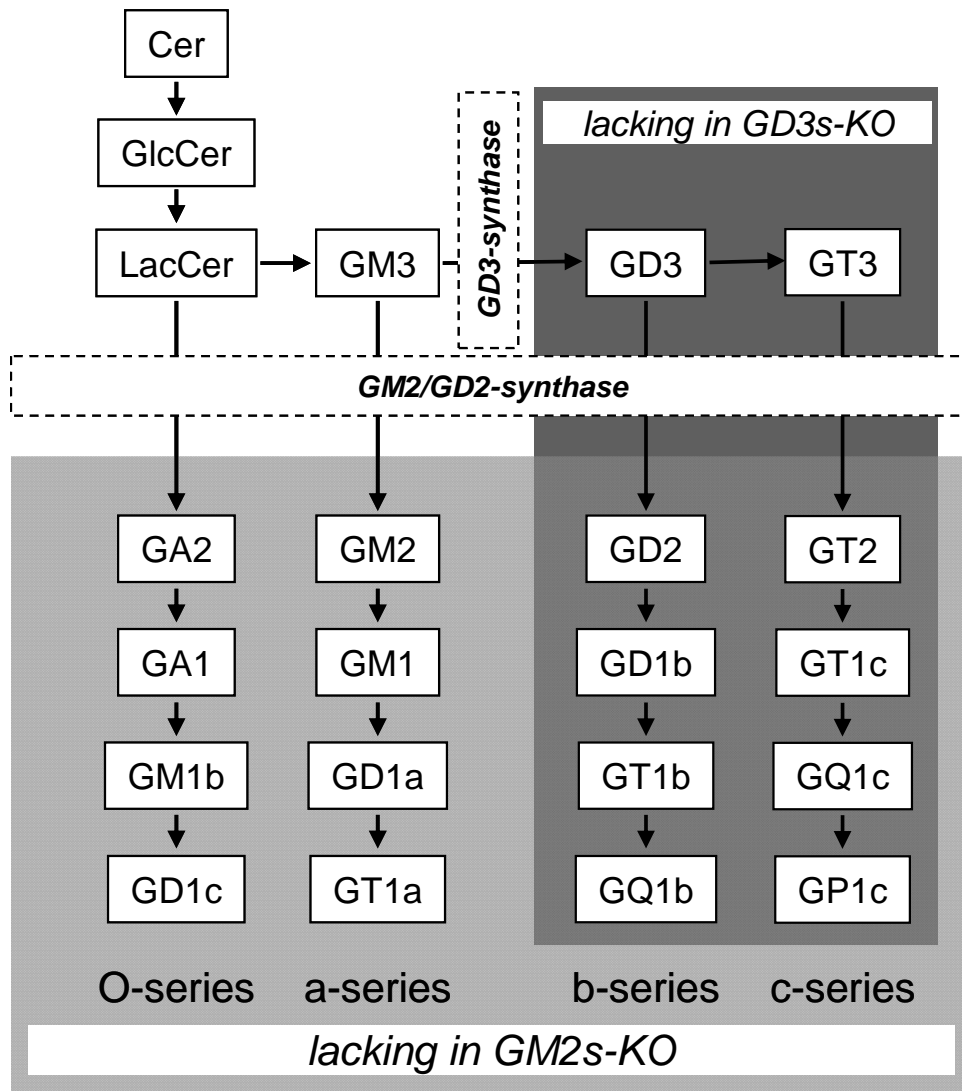 Cer
lacking in GD3s-KO
GlcCer
GD3-synthase
LacCer GM3 GD3 GT3
GM2/GD2-synthase
GA2 GM2 GD2 GT2
GA1 GM1 GD1b GT1c
GM1b GD1a GT1b GQ1c
GD1c GT1a GQ1b GP1c
O-series a-series b-series c-series
lacking in GM2s-KO